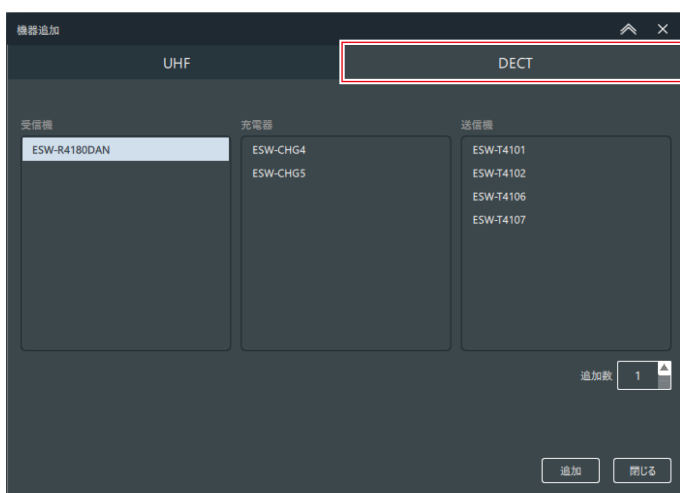 機器追加
UHF
DECT
受信機
充電器
送信機
ESW-R4180DAN
ESW-CHG4
ESW-CHG5
ESW-T4101
ESW-T4102
ESW-T4106
ESW-T4107
追加数
1
追加
閉じる